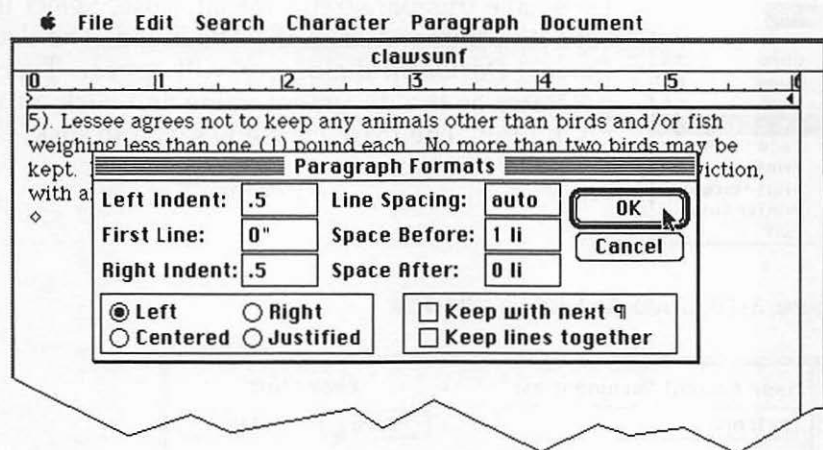 File Edit Search Character Paragraph Document
clawsunf
0 1 2 3 4 5
5). Lessee agrees not to keep any animals other than birds and/or fish
weighing less than one (1) pound each. No more than two birds may be
kept. viction,
with a
Paragraph Formats
Left Indent: .5 Line Spacing: auto OK
First Line: 0" Space Before: 1 li Cancel
Right Indent: .5 Space After: 0 li
Left Right Keep with next ¶
Centered Justified Keep lines together